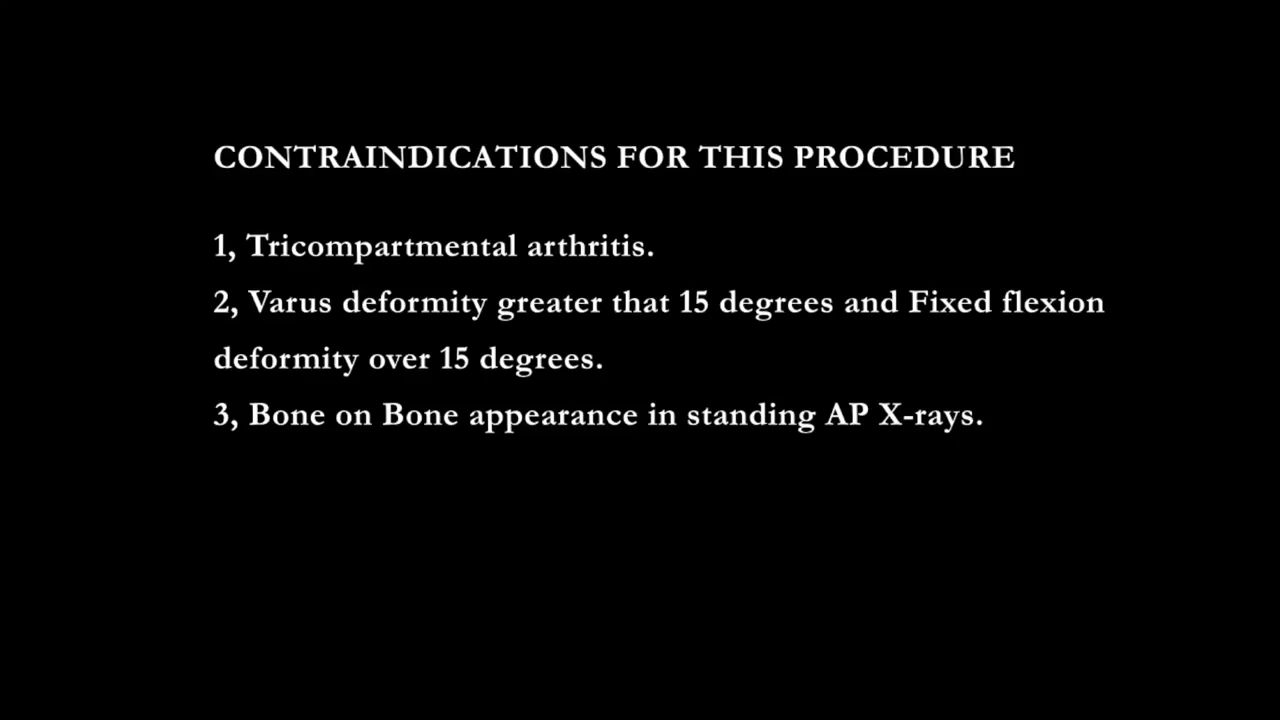 CONTRAINDICATIONS FOR THIS PROCEDURE
1, Tricompartmental arthritis.
2, Varus deformity greater that 15 degrees and Fixed flexion
deformity over 15 degrees.
3, Bone on Bone appearance in standing AP X-rays.